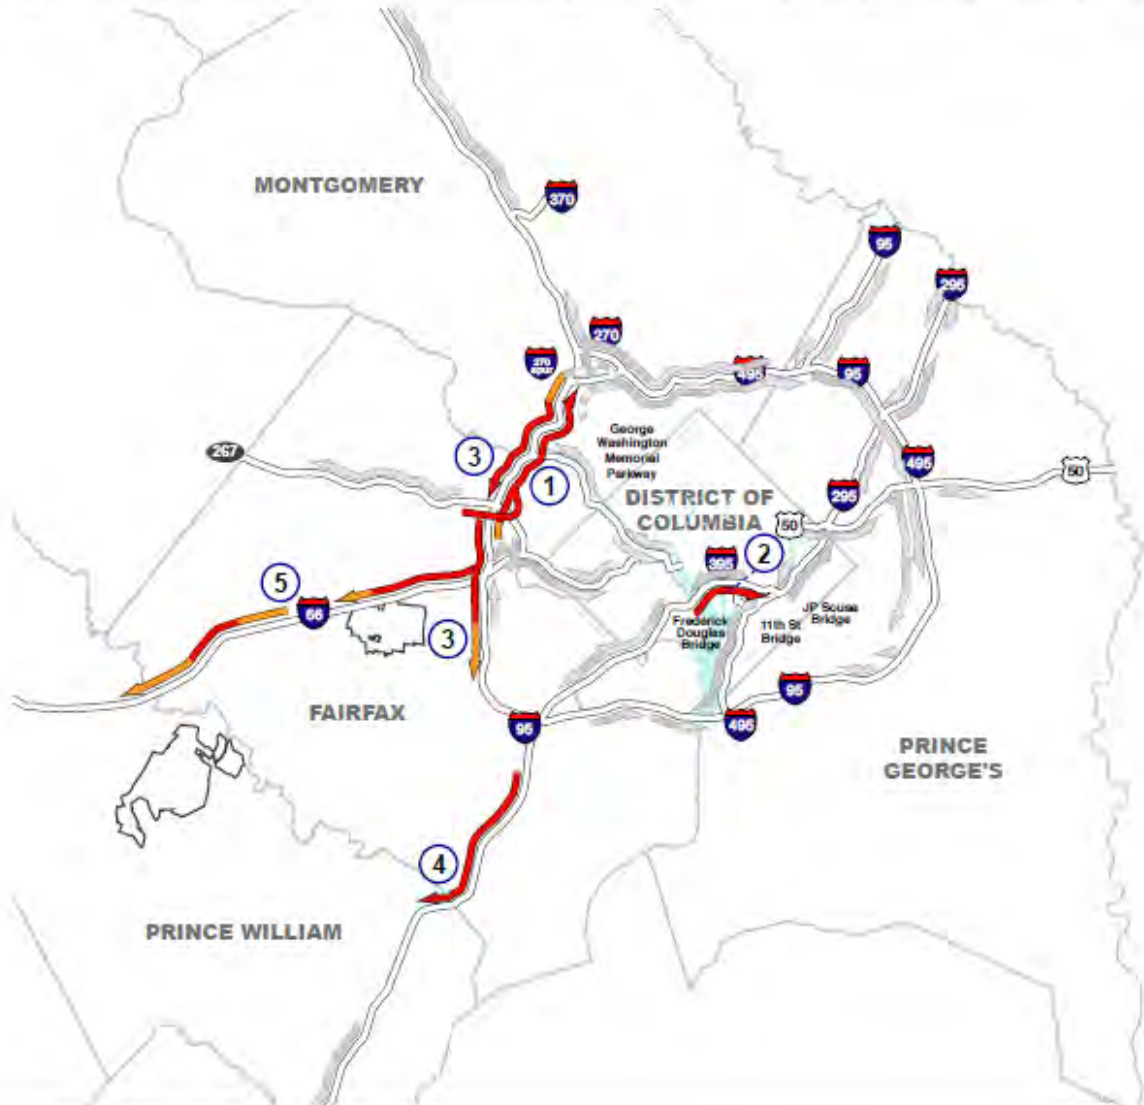 370
MONTGOMERY
95
295
270
270
spur
495
95
George
Washington
Memorial
Parkway
267
3
495
50
1
DISTRICT OF
COLUMBIA
295
50
2
395
5
66
3
Frederick
Douglas
Bridge
11th St
Bridge
JP Sousa
Bridge
95
FAIRFAX
95
495
PRINCE
GEORGE'S
4
PRINCE WILLIAM